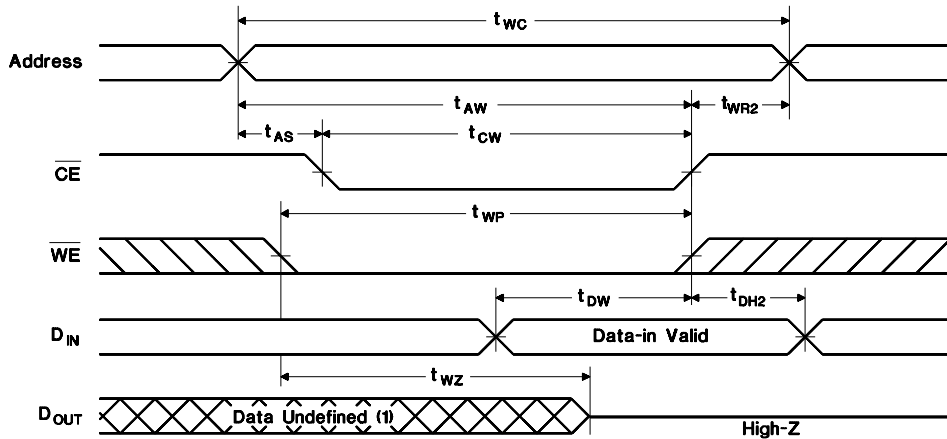 tWC
Address
tAW
tWR2
tAS
tCW
CE
tWP
WE
tDW
tDH2
DIN
Data-in Valid
tWZ
DOUT
Data Undefined (1)
High-Z